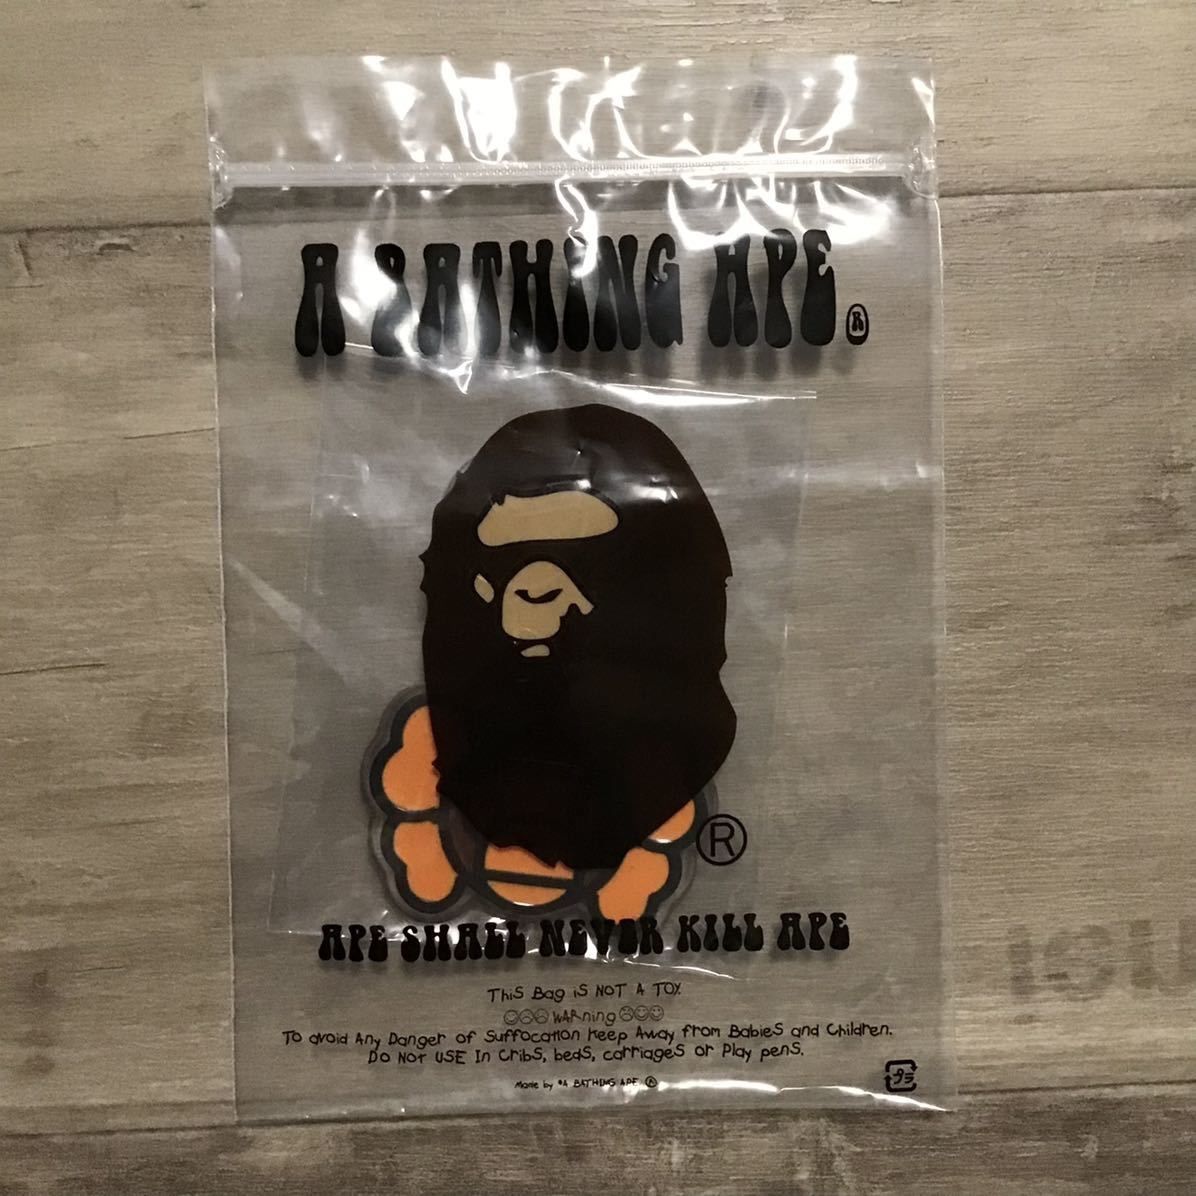 A BATHING APE ®
®
APE SHALL NEVER KILL APE
THiS Bag iS NOT A TOY.
WARning
To avoid Any Danger of Suffocation Keep Away from Babies and Children.
Do NOT USE In CribS, bedS, carriageS or Play penS.
Made by *A BATHING APE ®
プラ